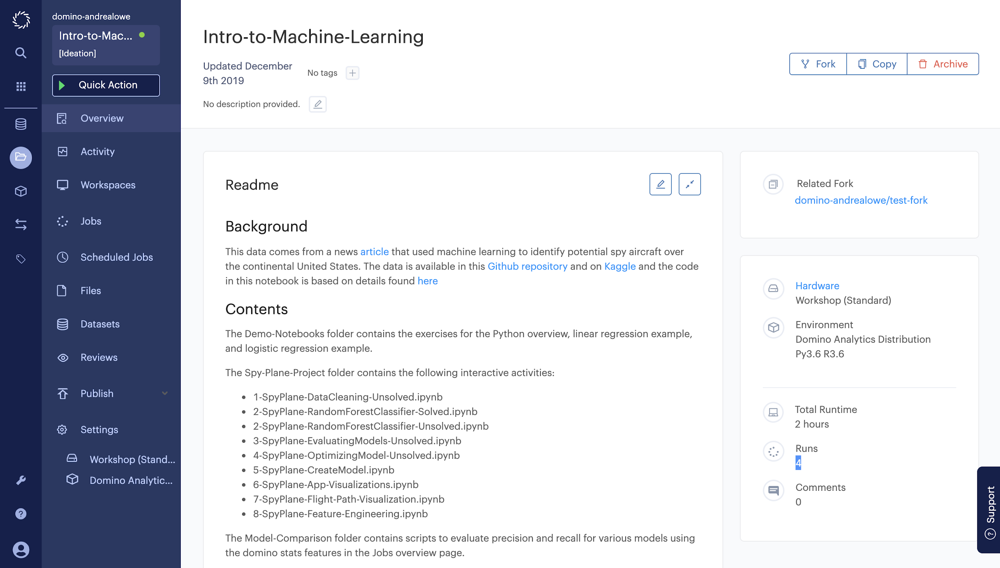 domino-andrealowe
Intro-to-Mac...
[Ideation]
Quick Action
Overview
Activity
Workspaces
Jobs
Scheduled Jobs
Files
Datasets
Reviews
Publish
Settings
Workshop (Stand...
Domino Analytic...
Intro-to-Machine-Learning
Updated December
9th 2019
No tags
No description provided.
Fork
Copy
Archive
Readme
Background
This data comes from a news article that used machine learning to identify potential spy aircraft over
the continental United States. The data is available in this Github repository and on Kaggle and the code
in this notebook is based on details found here
Contents
The Demo-Notebooks folder contains the exercises for the Python overview, linear regression example,
and logistic regression example.
The Spy-Plane-Project folder contains the following interactive activities:
• 1-SpyPlane-DataCleaning-Unsolved.ipynb
• 2-SpyPlane-RandomForestClassifier-Solved.ipynb
• 2-SpyPlane-RandomForestClassifier-Unsolved.ipynb
• 3-SpyPlane-EvaluatingModels-Unsolved.ipynb
• 4-SpyPlane-OptimizingModel-Unsolved.ipynb
• 5-SpyPlane-CreateModel.ipynb
• 6-SpyPlane-App-Visualizations.ipynb
• 7-SpyPlane-Flight-Path-Visualization.ipynb
• 8-SpyPlane-Feature-Engineering.ipynb
The Model-Comparison folder contains scripts to evaluate precision and recall for various models using
the domino stats features in the Jobs overview page.
Related Fork
domino-andrealowe/test-fork
Hardware
Workshop (Standard)
Environment
Domino Analytics Distribution
Py3.6 R3.6
Total Runtime
2 hours
Runs
4
Comments
0
Support